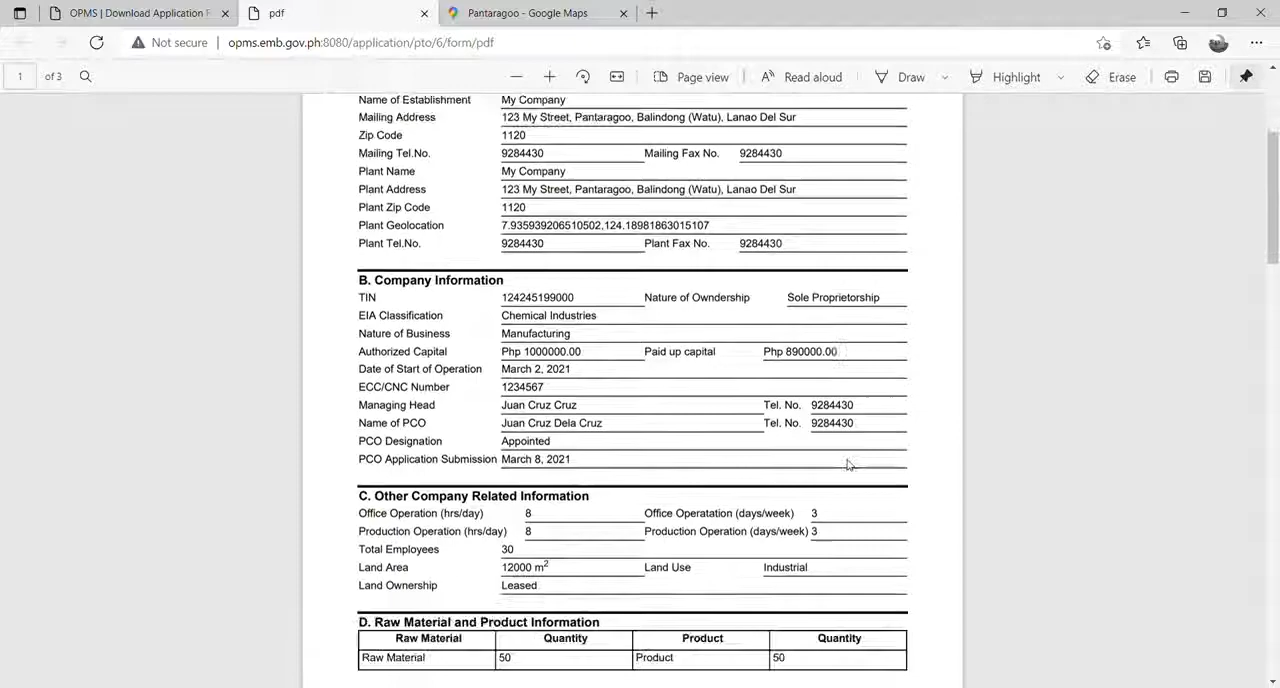 OPMS | Download Application F
pdf
Pantaragoo - Google Maps
Not secure | opms.emb.gov.ph:8080/application/pto/6/form/pdf
1 of 3 Page view Read aloud Draw Highlight Erase
Name of Establishment My Company
Mailing Address 123 My Street, Pantaragoo, Balindong (Watu), Lanao Del Sur
Zip Code 1120
Mailing Tel.No. 9284430 Mailing Fax No. 9284430
Plant Name My Company
Plant Address 123 My Street, Pantaragoo, Balindong (Watu), Lanao Del Sur
Plant Zip Code 1120
Plant Geolocation 7.935939206510502,124.18981863015107
Plant Tel.No. 9284430 Plant Fax No. 9284430
B. Company Information
TIN 124245199000 Nature of Owndership Sole Proprietorship
EIA Classification Chemical Industries
Nature of Business Manufacturing
Authorized Capital Php 1000000.00 Paid up capital Php 890000.00
Date of Start of Operation March 2, 2021
ECC/CNC Number 1234567
Managing Head Juan Cruz Cruz Tel. No. 9284430
Name of PCO Juan Cruz Dela Cruz Tel. No. 9284430
PCO Designation Appointed
PCO Application Submission March 8, 2021
C. Other Company Related Information
Office Operation (hrs/day) 8 Office Operatation (days/week) 3
Production Operation (hrs/day) 8 Production Operation (days/week) 3
Total Employees 30
Land Area 12000 m2 Land Use Industrial
Land Ownership Leased
D. Raw Material and Product Information
Raw Material Quantity Product Quantity
Raw Material 50 Product 50